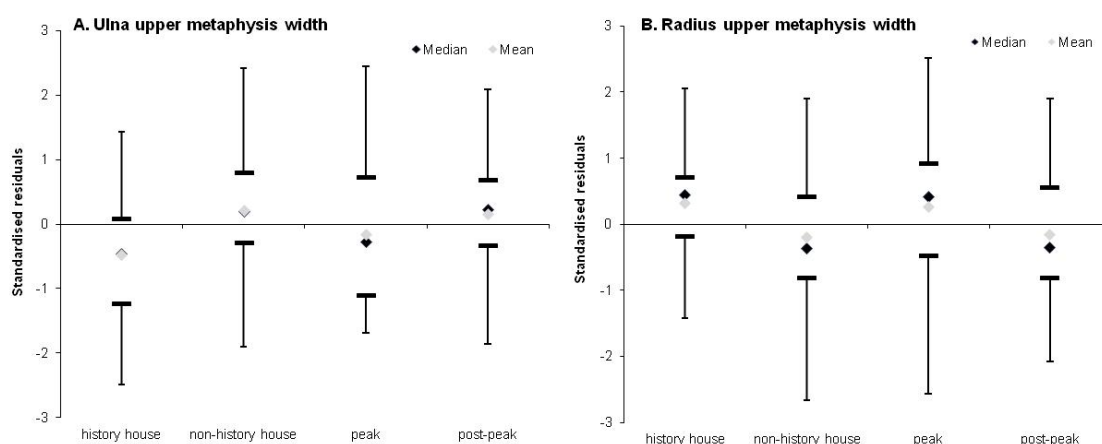 A. Ulna upper metaphysis width
Median Mean
Standardised residuals
3
2
1
0
-1
-2
-3
history house non-history house peak post-peak
B. Radius upper metaphysis width
Median Mean
Standardised residuals
3
2
1
0
-1
-2
-3
history house non-history house peak post-peak